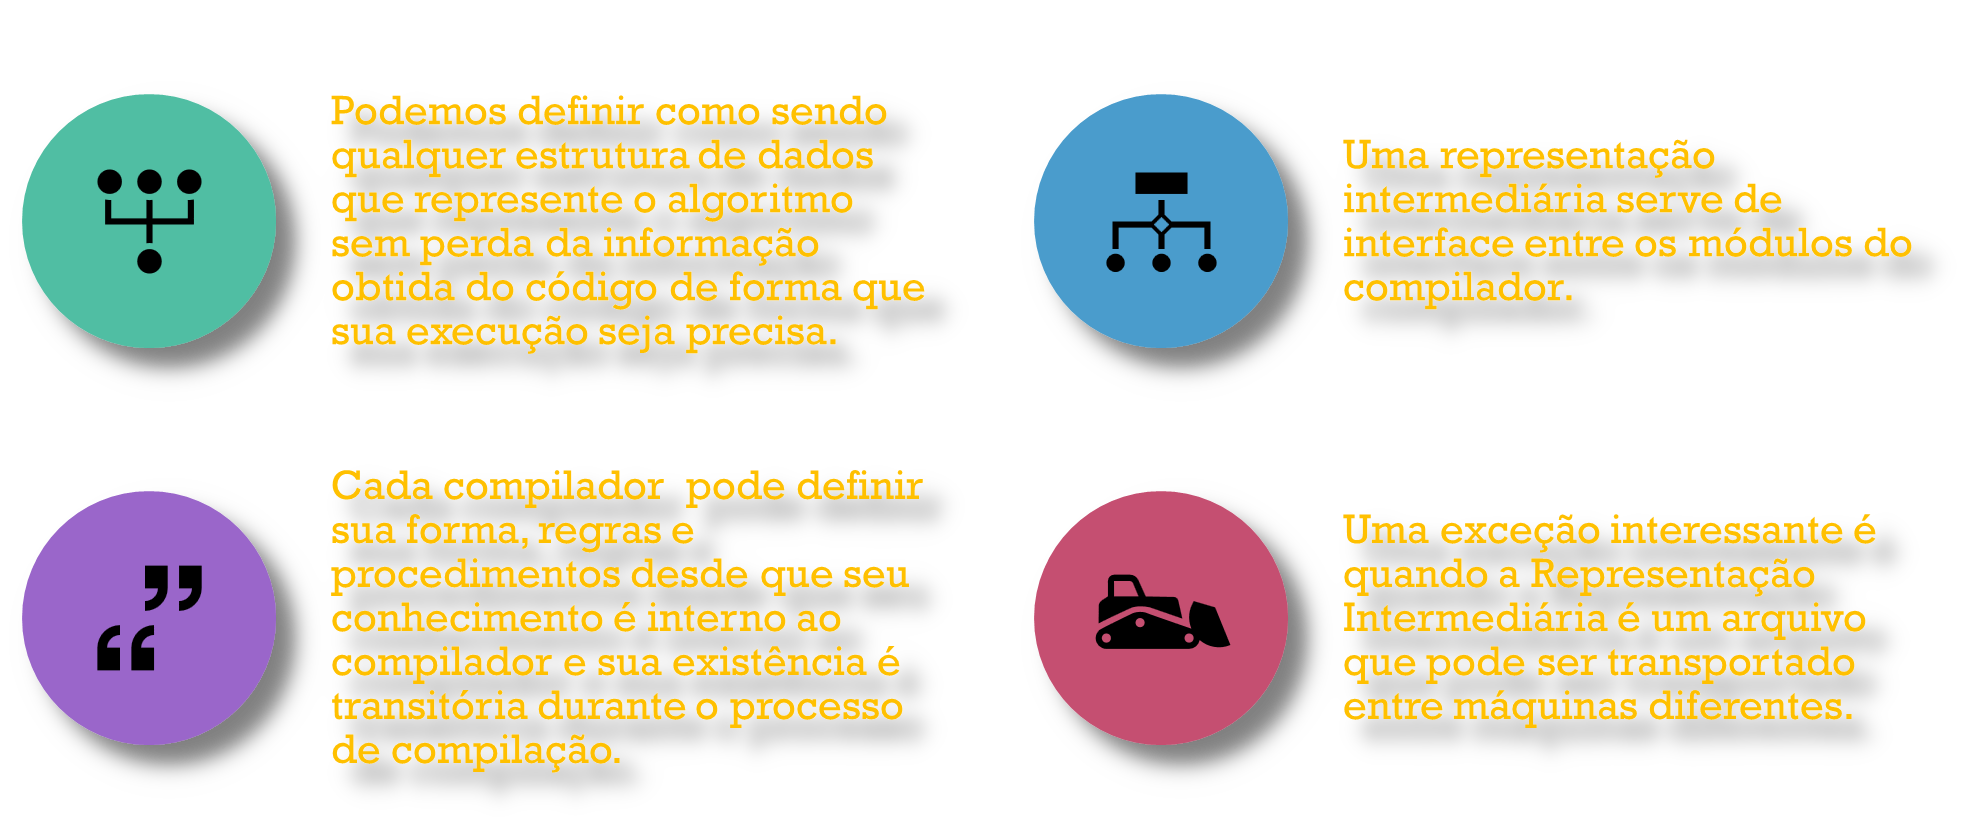 Podemos definir como sendo
qualquer estrutura de dados
que represente o algoritmo
sem perda da informação
obtida do código de forma que
sua execução seja precisa.
Uma representação
intermediária serve de
interface entre os módulos do
compilador.
Cada compilador  pode definir
sua forma, regras e
procedimentos desde que seu
conhecimento é interno ao
compilador e sua existência é
transitória durante o processo
de compilação.
Uma exceção interessante é
quando a Representação
Intermediária é um arquivo
que pode ser transportado
entre máquinas diferentes.